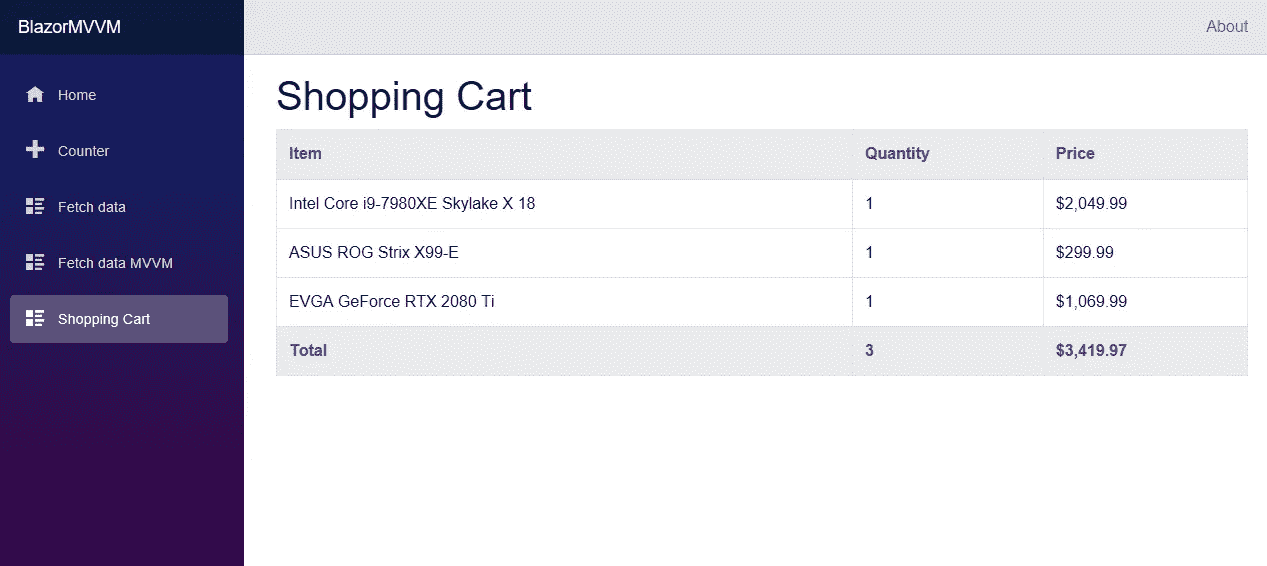 BlazorMVVM
About
Home
Counter
Fetch data
Fetch data MVVM
Shopping Cart
Shopping Cart
Item Quantity Price
Intel Core i9-7980XE Skylake X 18 1 $2,049.99
ASUS ROG Strix X99-E 1 $299.99
EVGA GeForce RTX 2080 Ti 1 $1,069.99
Total 3 $3,419.97